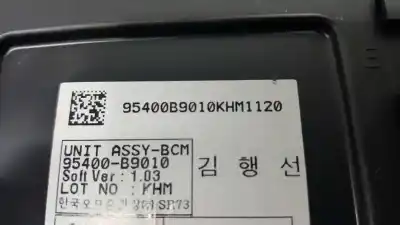 95400B9010KHM1120
UNIT ASSY-BCM
95400-B9010
김행선
Soft Ver : 1.03
LOT NO : KHM